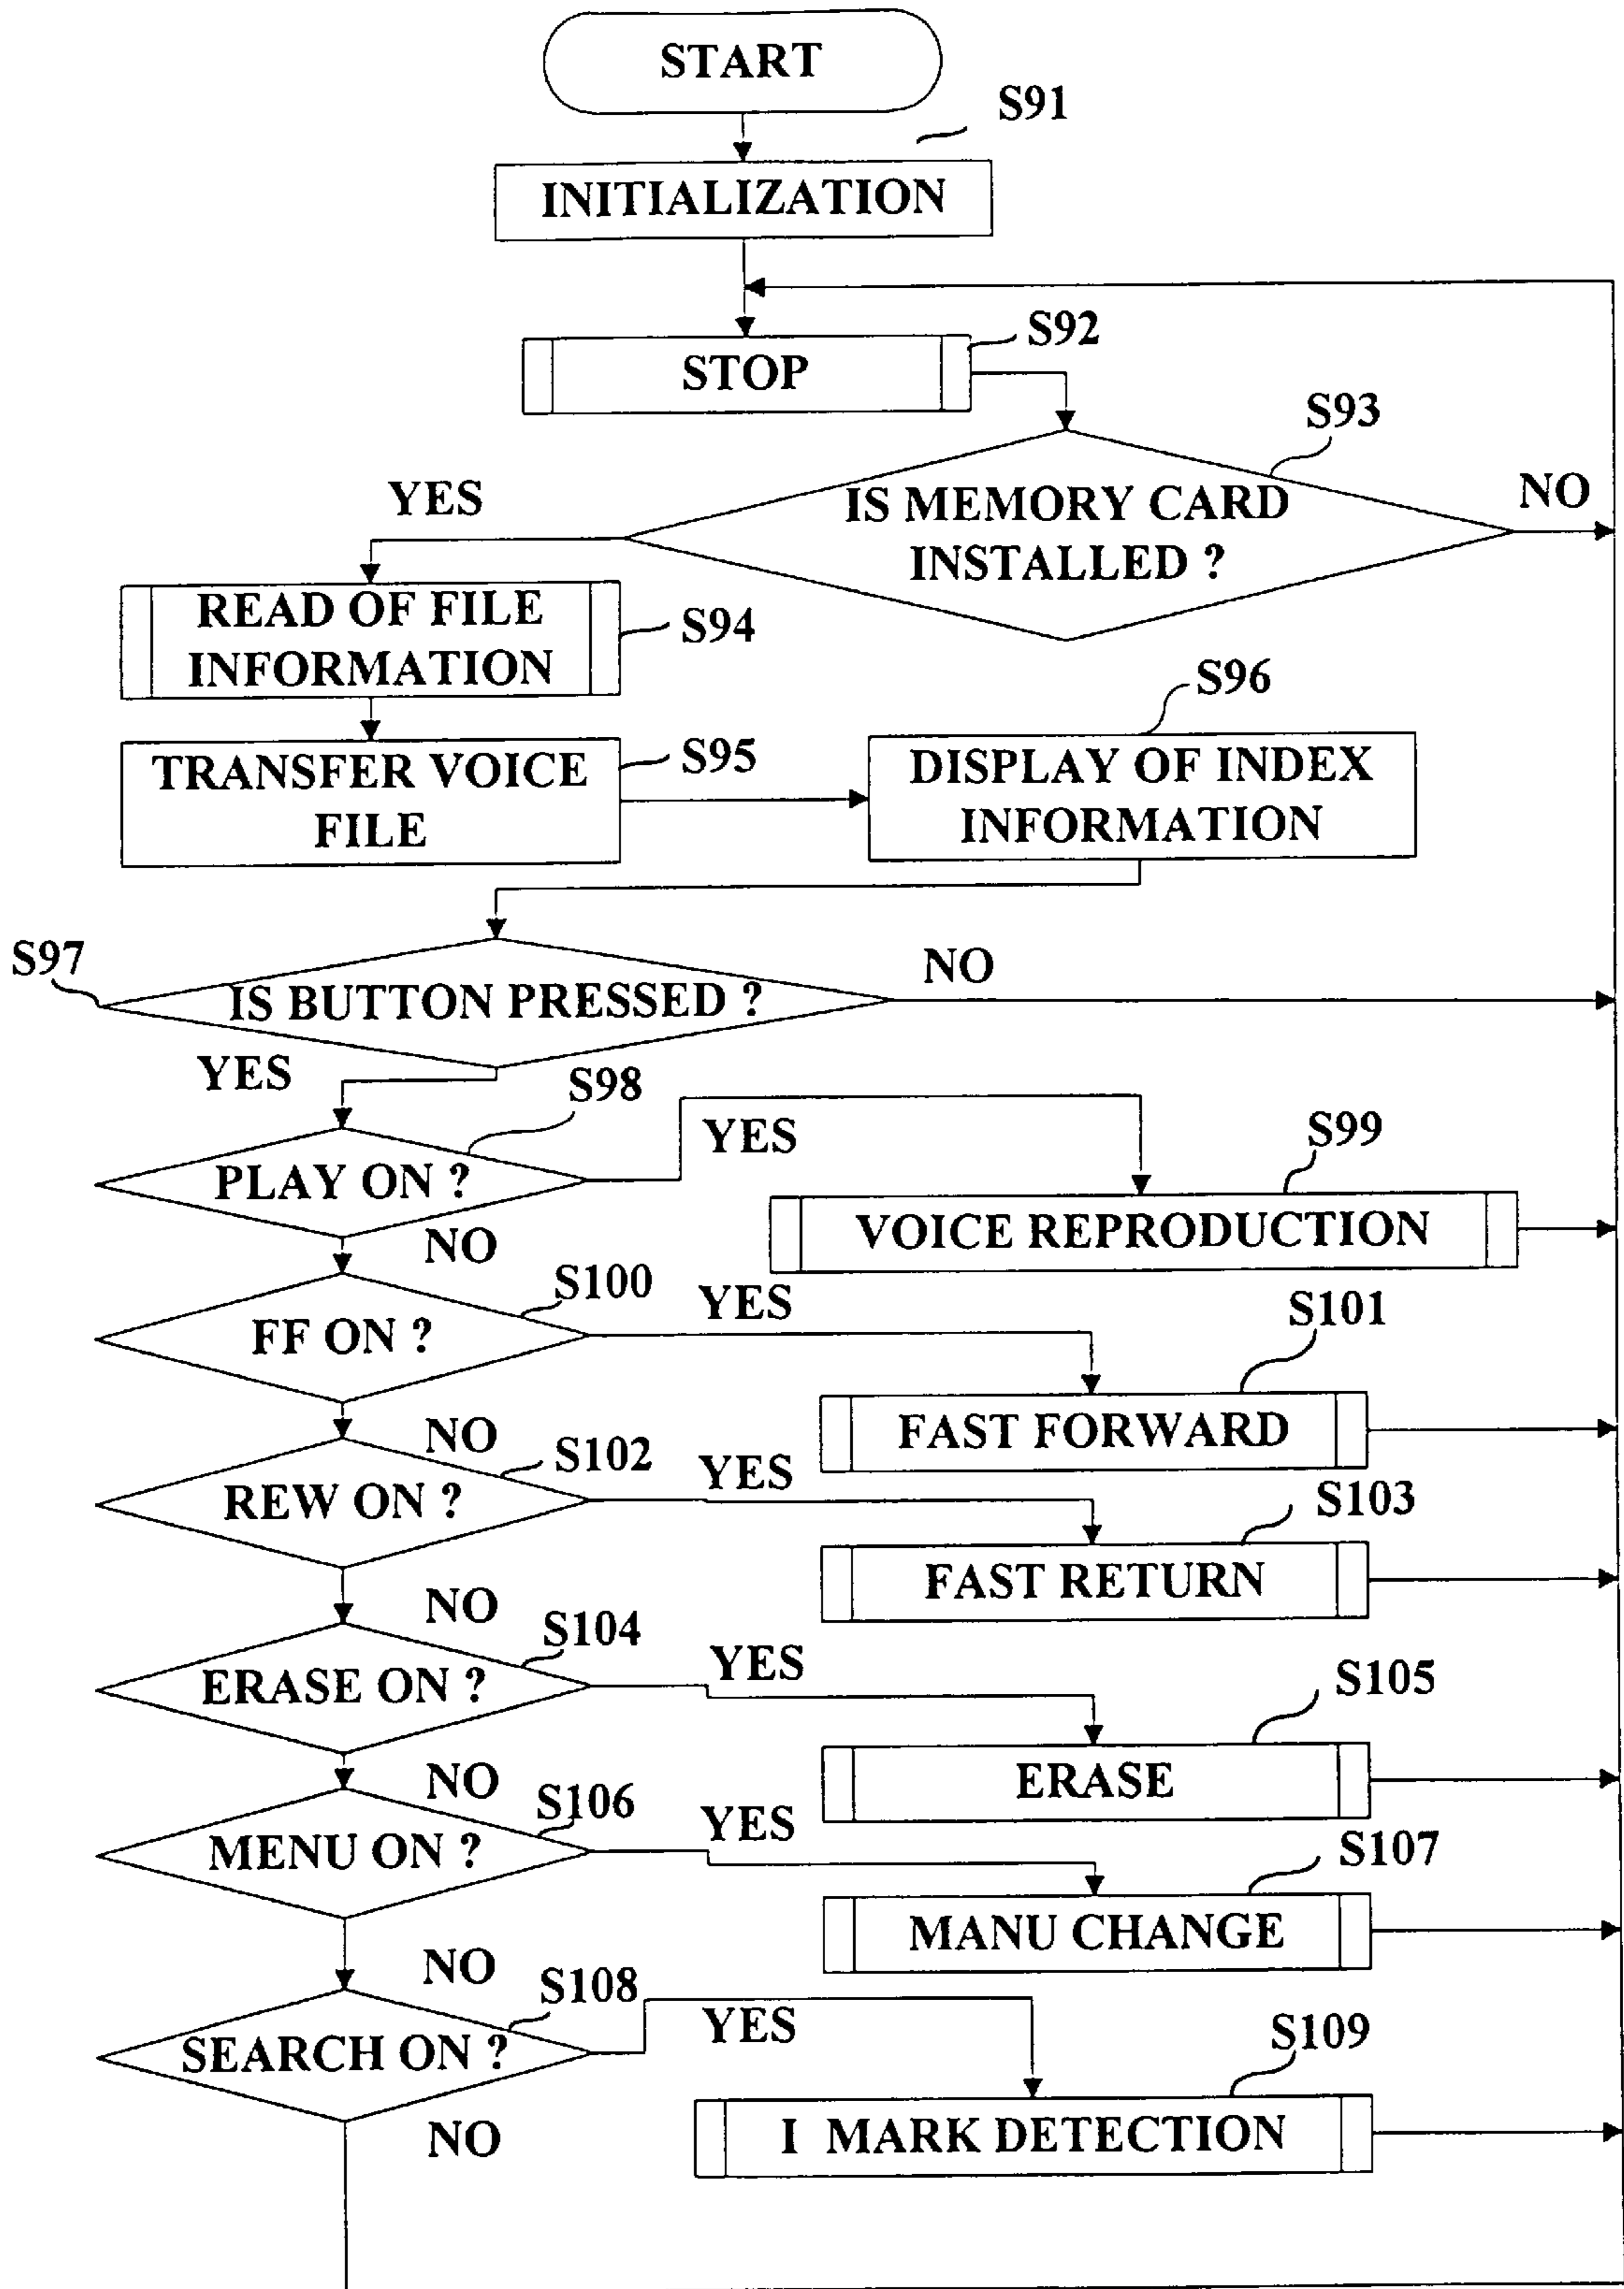 START
S91
INITIALIZATION
S92
STOP
S93
YES
IS MEMORY CARD
INSTALLED ?
NO
READ OF FILE
INFORMATION
S94
S96
TRANSFER VOICE
FILE
S95
DISPLAY OF INDEX
INFORMATION
S97
IS BUTTON PRESSED ?
NO
YES
S98
PLAY ON ?
YES
S99
VOICE REPRODUCTION
NO
S100
FF ON ?
YES
S101
FAST FORWARD
NO
S102
REW ON ?
YES
S103
FAST RETURN
NO
S104
ERASE ON ?
YES
S105
ERASE
NO
S106
MENU ON ?
YES
S107
MANU CHANGE
NO
S108
SEARCH ON ?
YES
S109
I MARK DETECTION
NO